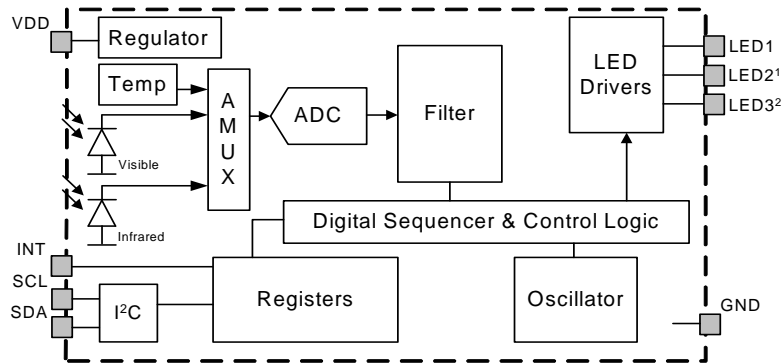 VDD
Regulator
LED1
LED2¹
LED3²
LED
Drivers
Temp
A
M
U
X
ADC
Filter
Visible
Infrared
Digital Sequencer & Control Logic
INT
SCL
SDA
I²C
Registers
Oscillator
GND